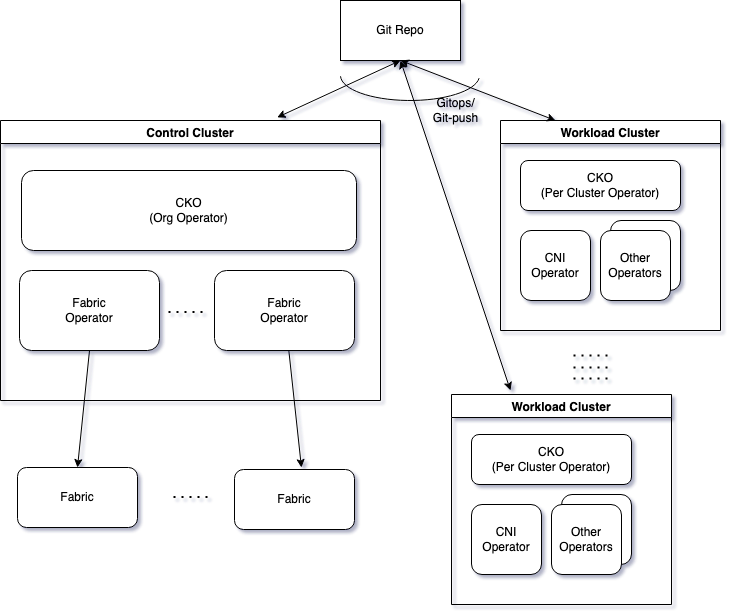 Git Repo
Gitops/
Git-push
Control Cluster
CKO
(Org Operator)
Fabric
Operator
.....
Fabric
Operator
Fabric
.....
Fabric
Workload Cluster
CKO
(Per Cluster Operator)
CNI
Operator
Other
Operators
.....
.....
.....
Workload Cluster
CKO
(Per Cluster Operator)
CNI
Operator
Other
Operators